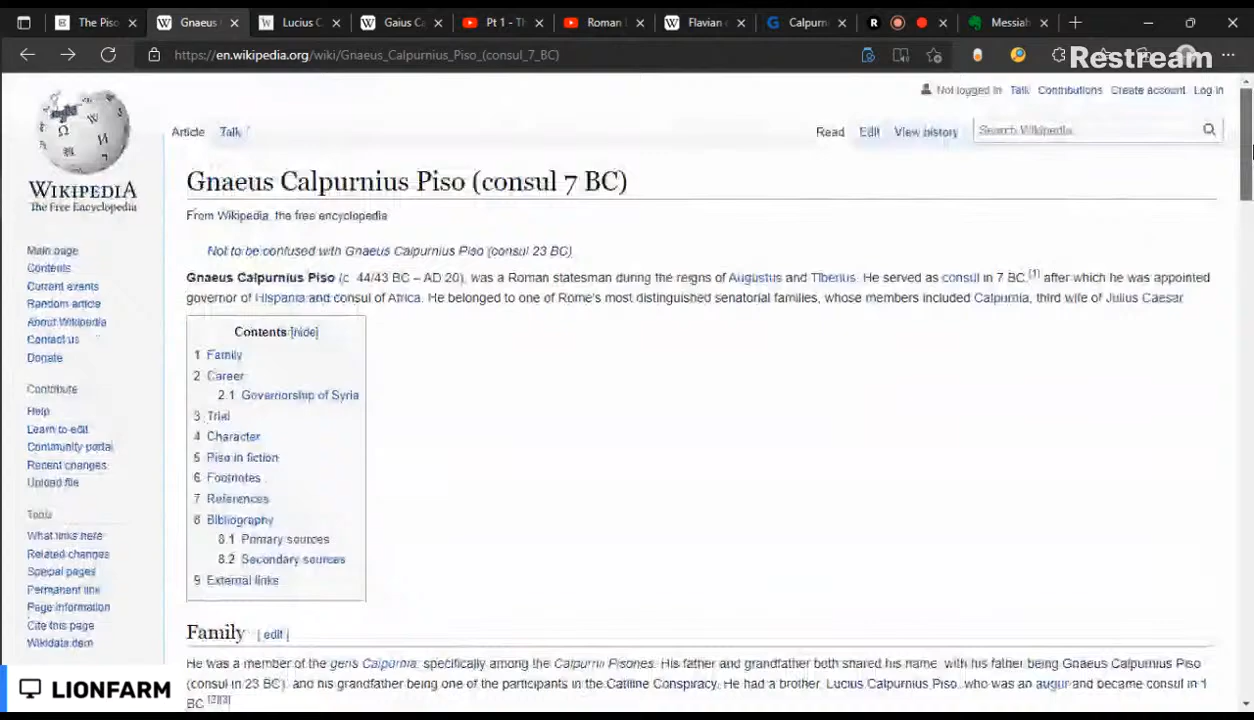 The Piso
Gnaeus
Lucius C
Gaius Ca
Pt 1 - Th
Roman
Flavian
Calpurn
Messiah
https://en.wikipedia.org/wiki/Gnaeus_Calpurnius_Piso_(consul_7_BC)
Restream
Not logged in Talk Contributions Create account Log in
Article Talk
Read Edit View history Search Wikipedia
WIKIPEDIA
The Free Encyclopedia
Main page
Contents
Current events
Random article
About Wikipedia
Contact us
Donate
Contribute
Help
Learn to edit
Community portal
Recent changes
Upload file
Tools
What links here
Related changes
Special pages
Permanent link
Page information
Cite this page
Wikidata item
Gnaeus Calpurnius Piso (consul 7 BC)
From Wikipedia, the free encyclopedia
Not to be confused with Gnaeus Calpurnius Piso (consul 23 BC)
Gnaeus Calpurnius Piso (c. 44/43 BC – AD 20), was a Roman statesman during the reigns of Augustus and Tiberius. He served as consul in 7 BC,[1] after which he was appointed
governor of Hispania and consul of Africa. He belonged to one of Rome's most distinguished senatorial families, whose members included Calpurnia, third wife of Julius Caesar
Contents [hide]
1 Family
2 Career
2.1 Governorship of Syria
3 Trial
4 Character
5 Piso in fiction
6 Footnotes
7 References
8 Bibliography
8.1 Primary sources
8.2 Secondary sources
9 External links
Family [ edit ]
He was a member of the gens Calpurnia, specifically among the Calpurnii Pisones. His father and grandfather both shared his name, with his father being Gnaeus Calpurnius Piso
(consul in 23 BC), and his grandfather being one of the participants in the Catiline Conspiracy. He had a brother, Lucius Calpurnius Piso, who was an augur and became consul in 1
BC.[2][3]
LIONFARM